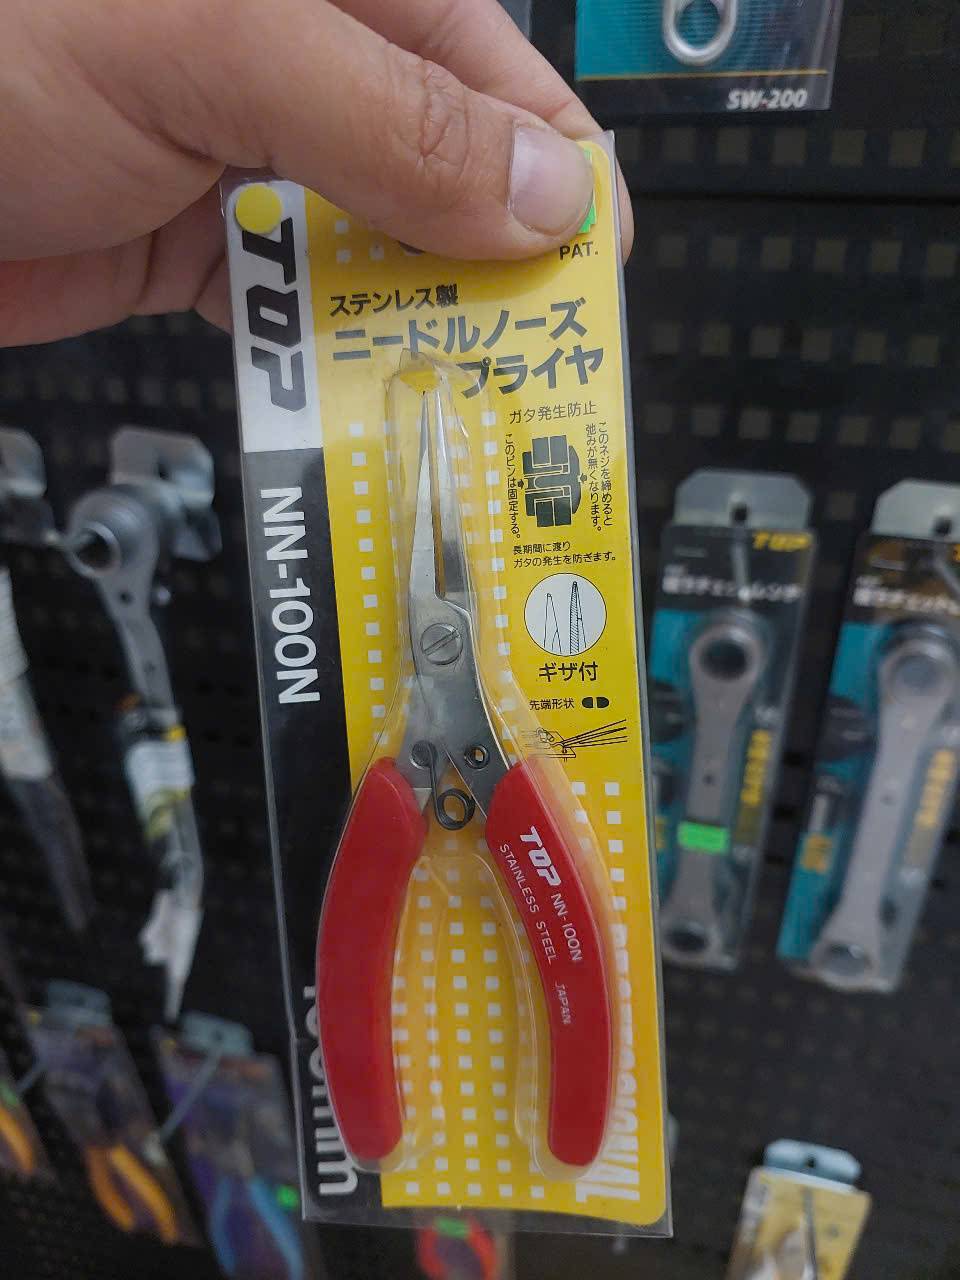 SW-200
TOP
PAT.
ステンレス製
ニードルノーズ
プライヤ
NN-100N
ガタ発生防止
このネジを締めると
弛みが無くなります。
このピンは固定する。
長期間に渡り
ガタの発生を防ぎます。
ギザ付
先端形状
TOP NN-100N
STAINLESS STEEL JAPAN
TOP